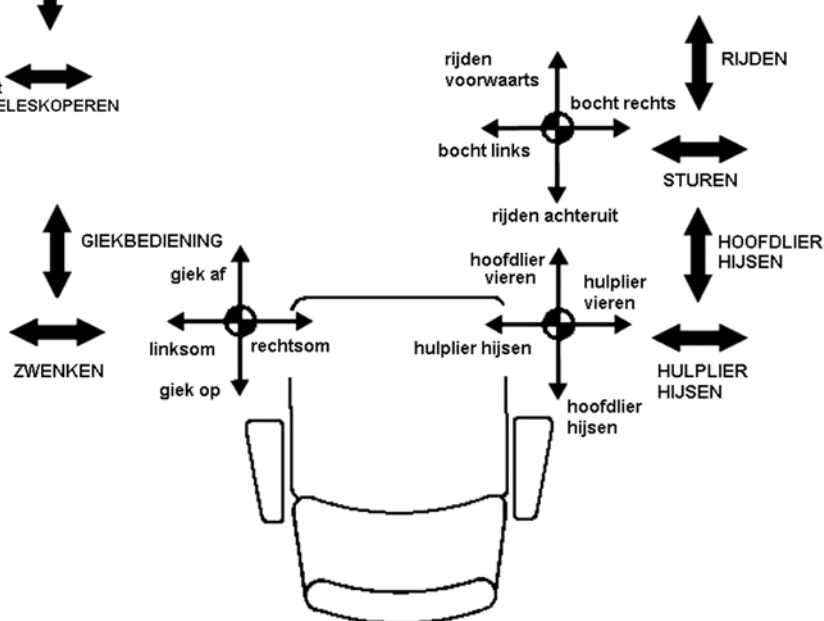 ELESKOPEREN
rijden
voorwaarts
RIJDEN
bocht rechts
bocht links
STUREN
rijden achteruit
GIEKBEDIENING
giek af
hoofdlier
vieren
HOOFDLIER
HIJSEN
hulplier
vieren
linksom
rechtsom
hulplier hijsen
ZWENKEN
giek op
HULPLIER
HIJSEN
hoofdlier
hijsen